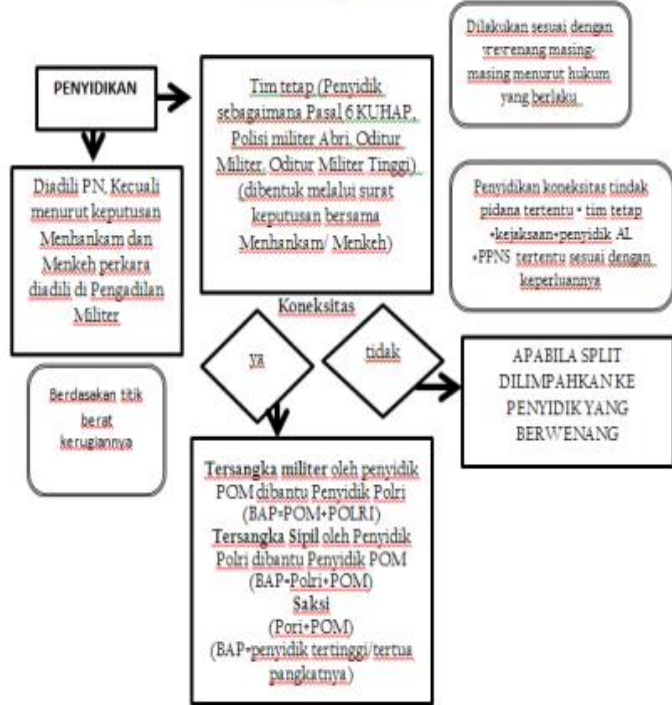 PENYIDIKAN
Tim tetap (Penyidik
sebagaimana Pasal 6 KUHAP,
Polisi militer Abri, Oditur
Militer, Oditur Militer Tinggi)
(dibentuk melalui surat
keputusan bersama
Menhankam/ Menkeh)
Dilakukan sesuai dengan
wewenang masing-
masing menurut hukum
yang berlaku
Diadili PN, Kecuali
menurut keputusan
Menhankam dan
Menkeh perkara
diadili di Pengadilan
Militer
Penyidikan koneksitas tindak
pidana tertentu = tim tetap
+kejaksaan+penyidik AL
+PPNS tertentu sesuai dengan
keperluannya
Koneksitas
ya
tidak
APABILA SPLIT
DILIMPAHKAN KE
PENYIDIK YANG
BERWENANG
Berdasakan titik
berat
kerugiannya
Tersangka militer oleh penyidik
POM dibantu Penyidik Polri
(BAP=POM+POLRI)
Tersangka Sipil oleh Penyidik
Polri dibantu Penyidik POM
(BAP=Polri+POM)
Saksi
(Pori+POM)
(BAP=penyidik tertinggi/tertua
pangkatnya)